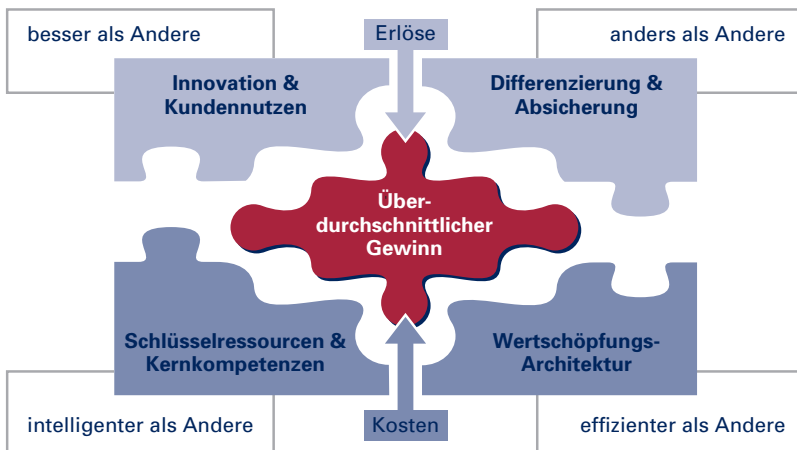 besser als Andere
Erlöse
anders als Andere
Innovation &
Kundennutzen
Differenzierung &
Absicherung
Über-
durchschnittlicher
Gewinn
Schlüsselressourcen &
Kernkompetenzen
Wertschöpfungs-
Architektur
intelligenter als Andere
Kosten
effizienter als Andere